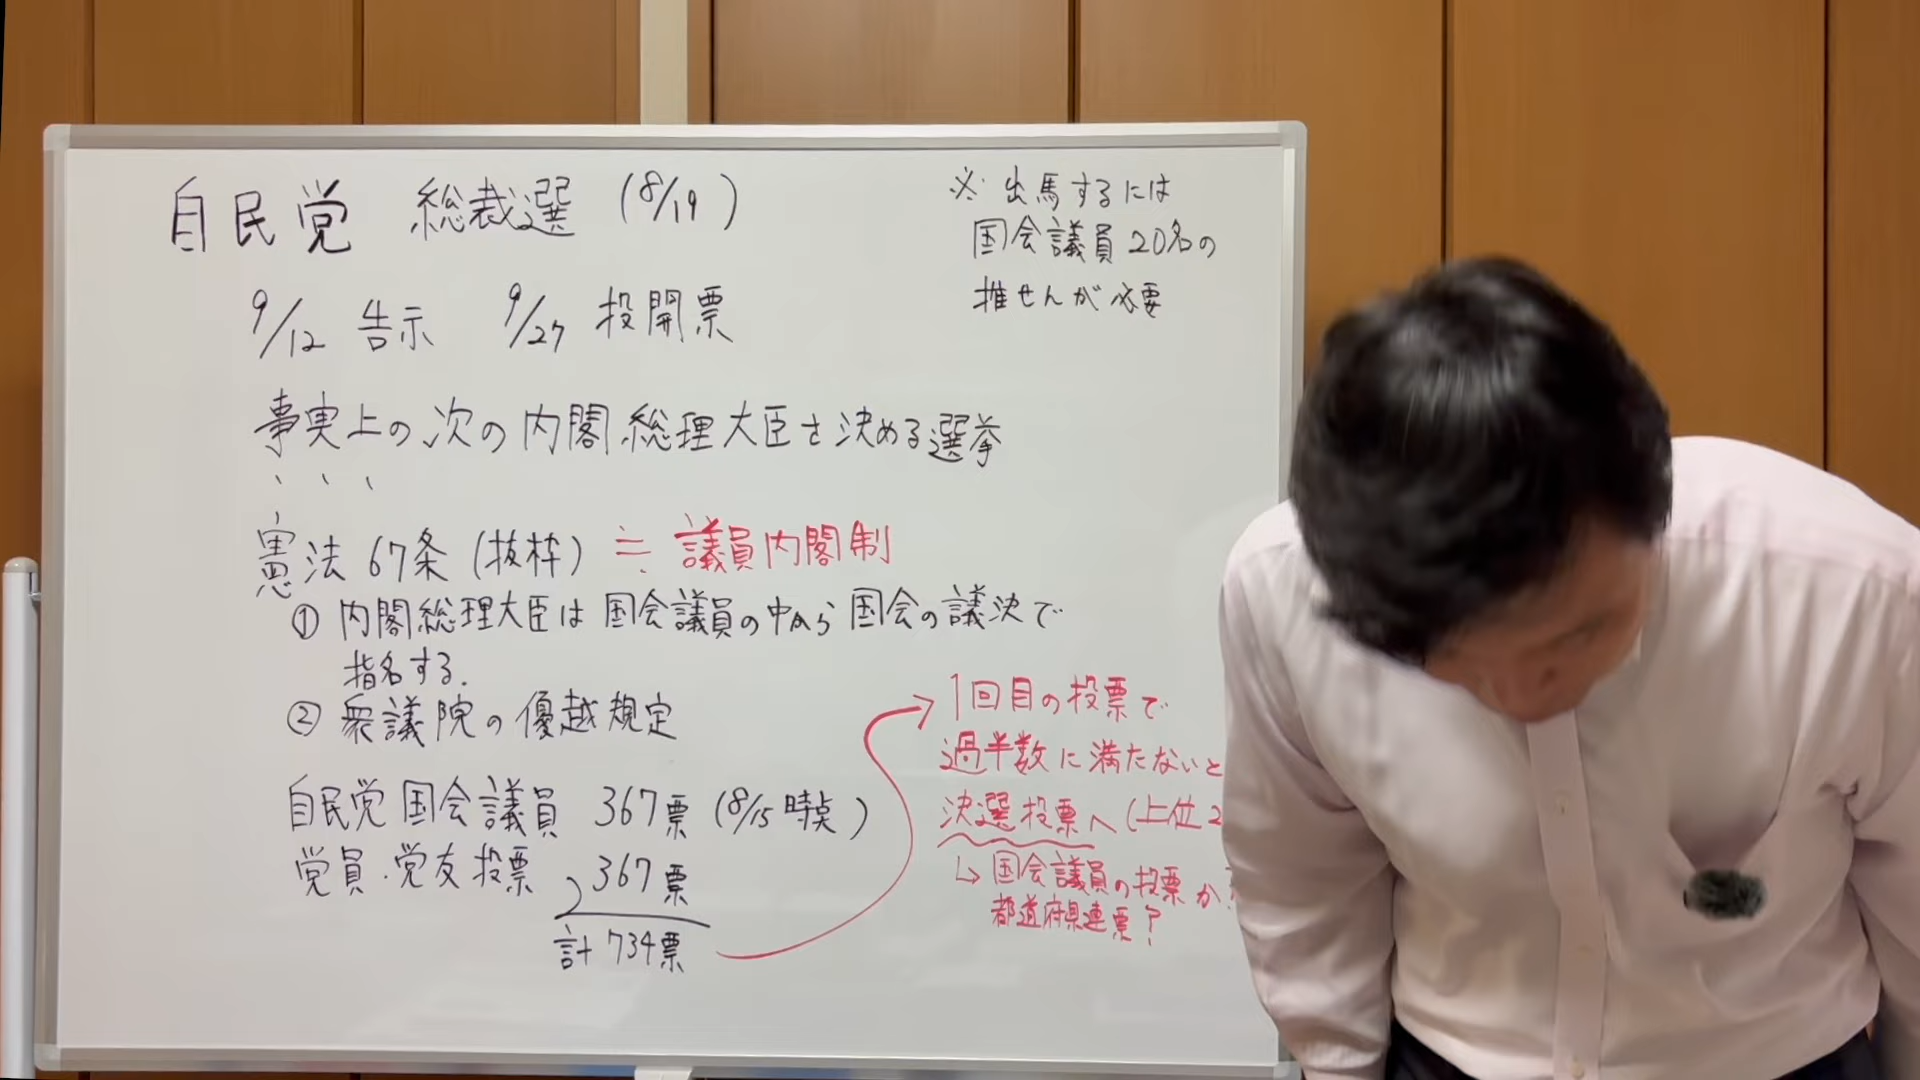 自民党 総裁選 (8/19)
※ 出馬するには
国会議員20名の
推せんが必要
9/12 告示 9/27 投開票
事実上の次の内閣総理大臣を決める選挙
憲法67条(抜粋) ≒ 議員内閣制
① 内閣総理大臣は国会議員の中から国会の議決で
指名する.
② 衆議院の優越規定
自民党国会議員 367票 (8/15時点)
党員・党友投票 367票
計734票
1回目の投票で
過半数に満たないと
決選投票へ(上位2
↳ 国会議員の投票か?
都道府県連票?